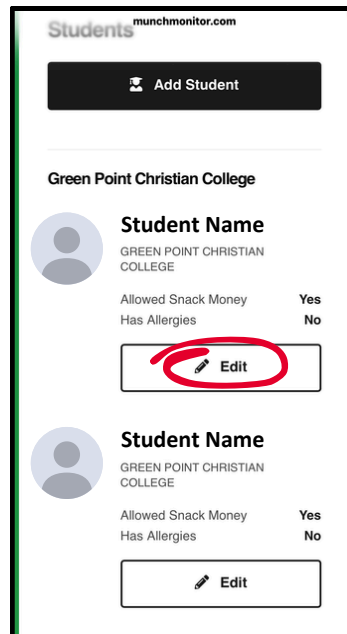 munchmonitor.com
Students
Add Student
Green Point Christian College
Student Name
GREEN POINT CHRISTIAN
COLLEGE
Allowed Snack Money Yes
Has Allergies No
Edit
Student Name
GREEN POINT CHRISTIAN
COLLEGE
Allowed Snack Money Yes
Has Allergies No
Edit